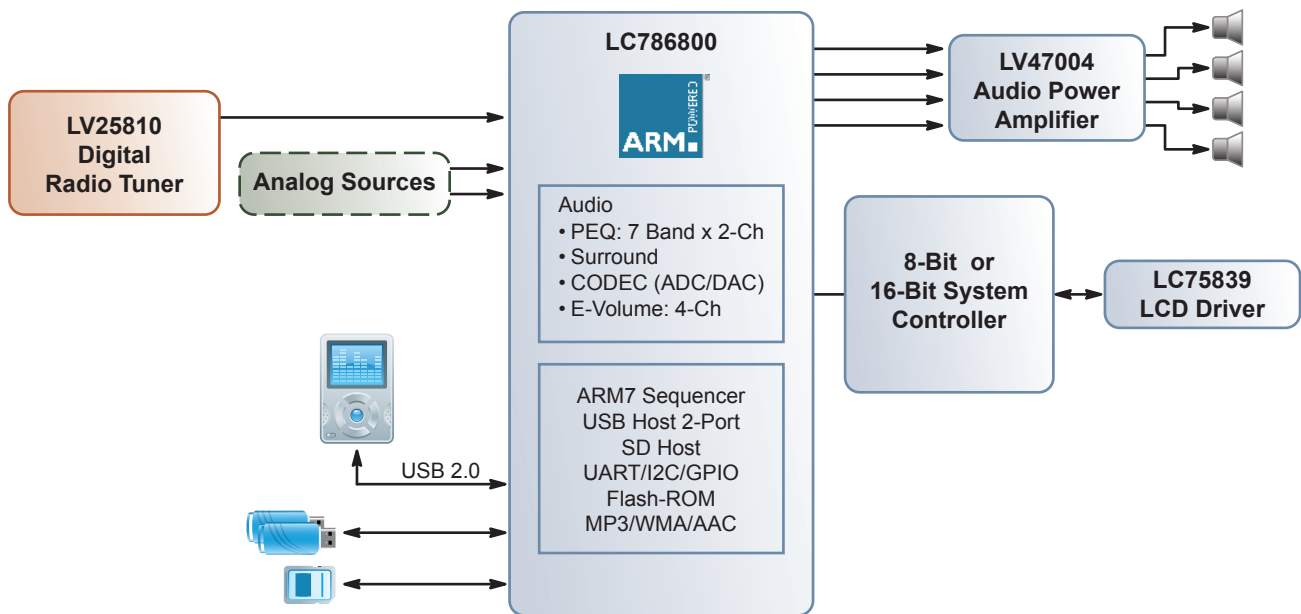 LC786800
ARM
POWERED
®
LV47004
Audio Power
Amplifier
LV25810
Digital
Radio Tuner
Analog Sources
Audio
• PEQ: 7 Band x 2-Ch
• Surround
• CODEC (ADC/DAC)
• E-Volume: 4-Ch
8-Bit or
16-Bit System
Controller
LC75839
LCD Driver
ARM7 Sequencer
USB Host 2-Port
SD Host
UART/I2C/GPIO
Flash-ROM
MP3/WMA/AAC
USB 2.0